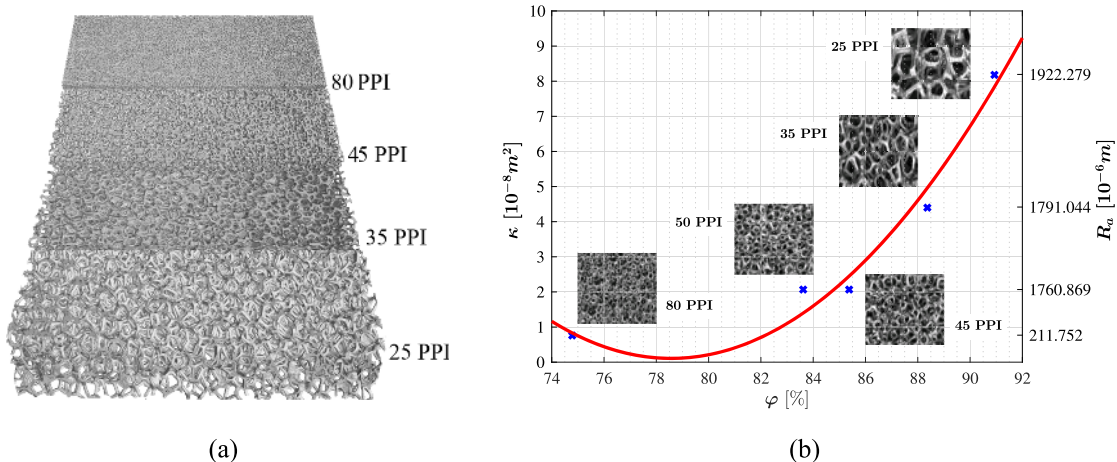 80 PPI
45 PPI
35 PPI
25 PPI
(a)
κ [10⁻⁸m²]
10
9
8
7
6
5
4
3
2
1
0
25 PPI
35 PPI
50 PPI
80 PPI
45 PPI
1922.279
1791.044
1760.869
211.752
Rₐ [10⁻⁶m]
74 76 78 80 82 84 86 88 90 92
φ [%]
(b)